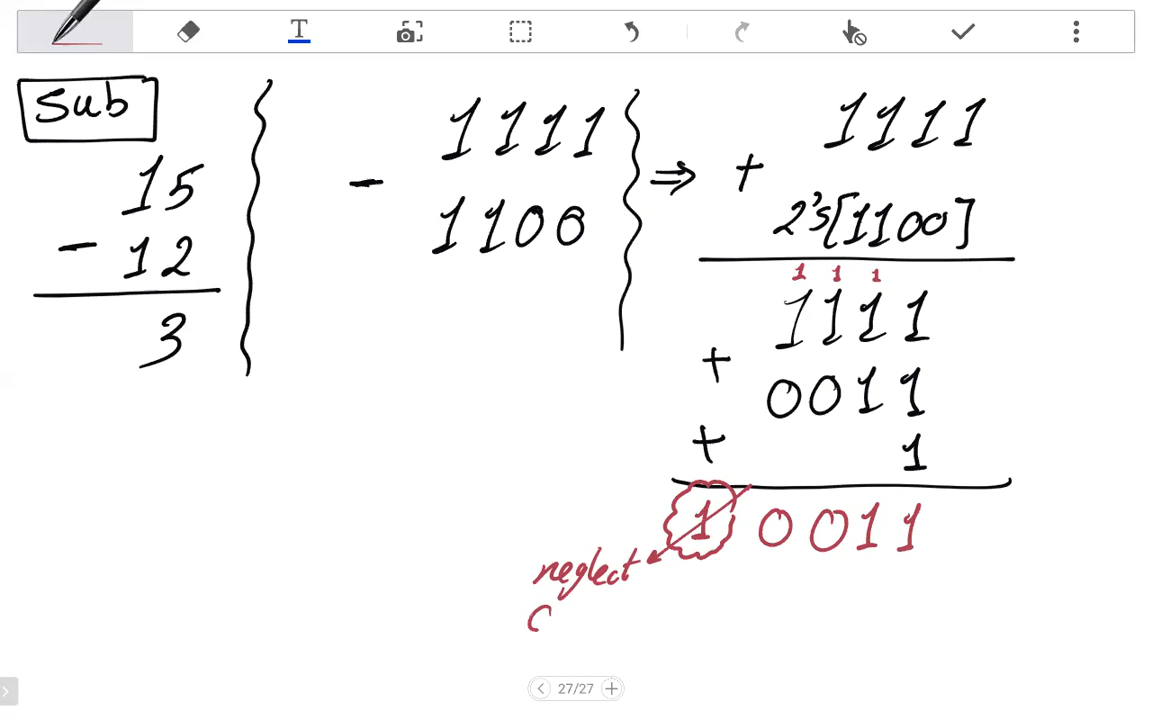 T
Sub
15
- 12
3
1111
- 1100
⇒
1111
+
2's[1100]
1 1 1
1111
+
0011
+ 1
1 0011
neglect
C
27/27